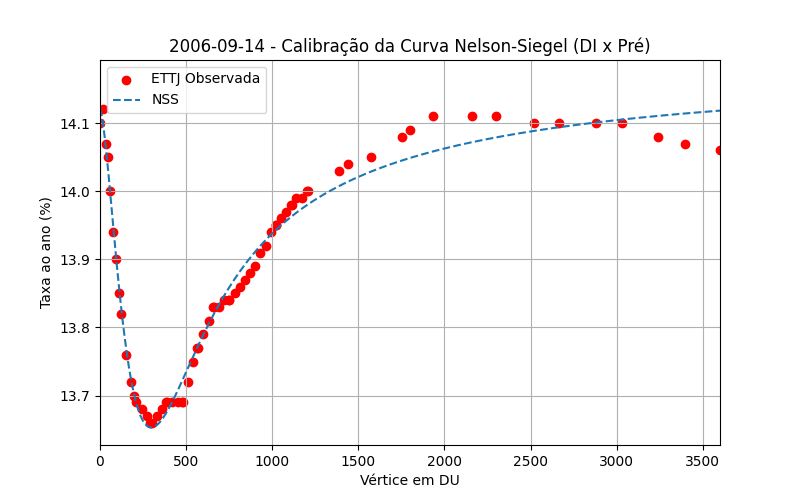 2006-09-14 - Calibração da Curva Nelson-Siegel (DI x Pré)
ETTJ Observada
NSS
14.1
14.0
13.9
13.8
13.7
Taxa ao ano (%)
0 500 1000 1500 2000 2500 3000 3500
Vértice em DU